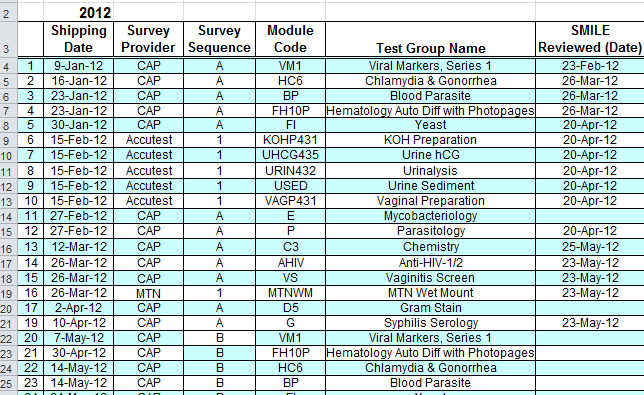 2 2012
Shipping Survey Survey Module SMILE
3 Date Provider Sequence Code Test Group Name Reviewed (Date)
4 1 9-Jan-12 CAP A VM1 Viral Markers, Series 1 23-Feb-12
5 2 16-Jan-12 CAP A HC6 Chlamydia & Gonorrhea 26-Mar-12
6 3 23-Jan-12 CAP A BP Blood Parasite 26-Mar-12
7 4 23-Jan-12 CAP A FH10P Hematology Auto Diff with Photopages 26-Mar-12
8 5 30-Jan-12 CAP A FI Yeast 20-Apr-12
9 6 15-Feb-12 Accutest 1 KOHP431 KOH Preparation 20-Apr-12
10 7 15-Feb-12 Accutest 1 UHCG435 Urine hCG 20-Apr-12
11 8 15-Feb-12 Accutest 1 URIN432 Urinalysis 20-Apr-12
12 9 15-Feb-12 Accutest 1 USED Urine Sediment 20-Apr-12
13 10 15-Feb-12 Accutest 1 VAGP431 Vaginal Preparation 20-Apr-12
14 11 27-Feb-12 CAP A E Mycobacteriology
15 12 27-Feb-12 CAP A P Parasitology 20-Apr-12
16 13 12-Mar-12 CAP A C3 Chemistry 25-May-12
17 14 26-Mar-12 CAP A AHIV Anti-HIV-1/2 23-May-12
18 15 26-Mar-12 CAP A VS Vaginitis Screen 23-May-12
19 16 26-Mar-12 MTN 1 MTNWM MTN Wet Mount 23-May-12
20 17 2-Apr-12 CAP A D5 Gram Stain
21 19 10-Apr-12 CAP A G Syphilis Serology 23-May-12
22 20 7-May-12 CAP B VM1 Viral Markers, Series 1
23 21 30-Apr-12 CAP B FH10P Hematology Auto Diff with Photopages
24 22 14-May-12 CAP B HC6 Chlamydia & Gonorrhea
25 23 14-May-12 CAP B BP Blood Parasite